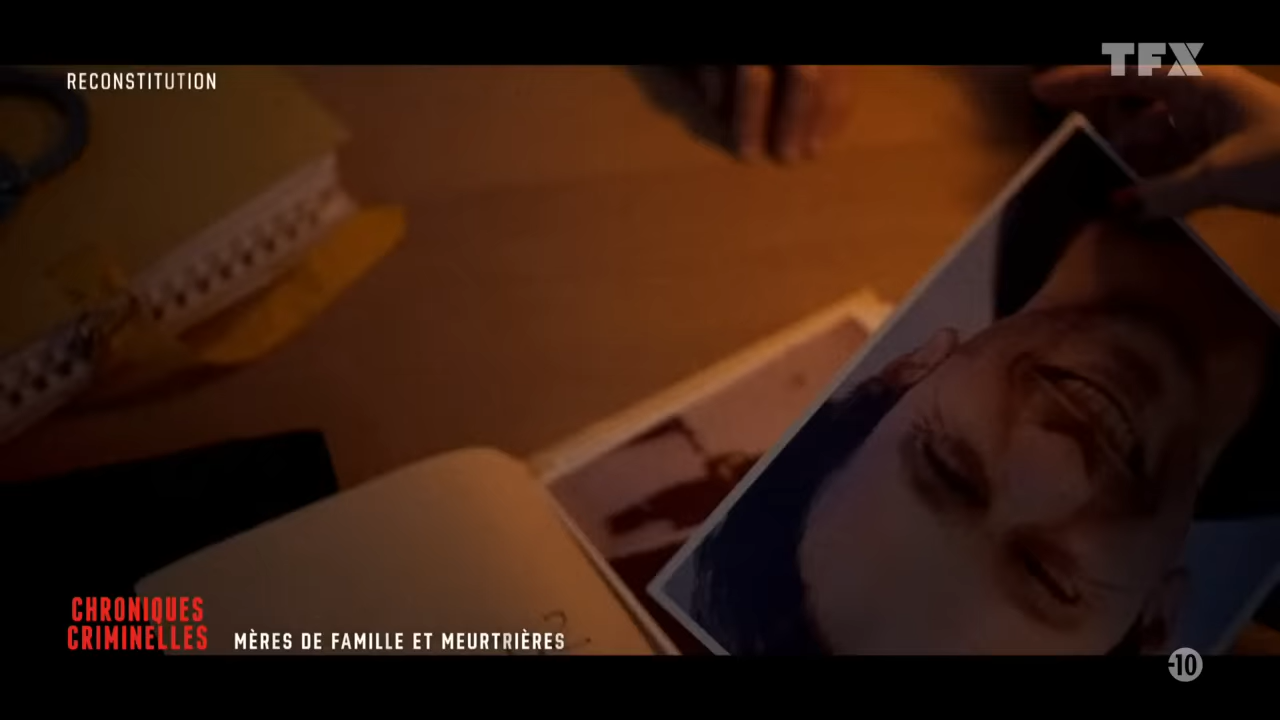 TFX
RECONSTITUTION
CHRONIQUES
CRIMINELLES
MÈRES DE FAMILLE ET MEURTRIÈRES
-10